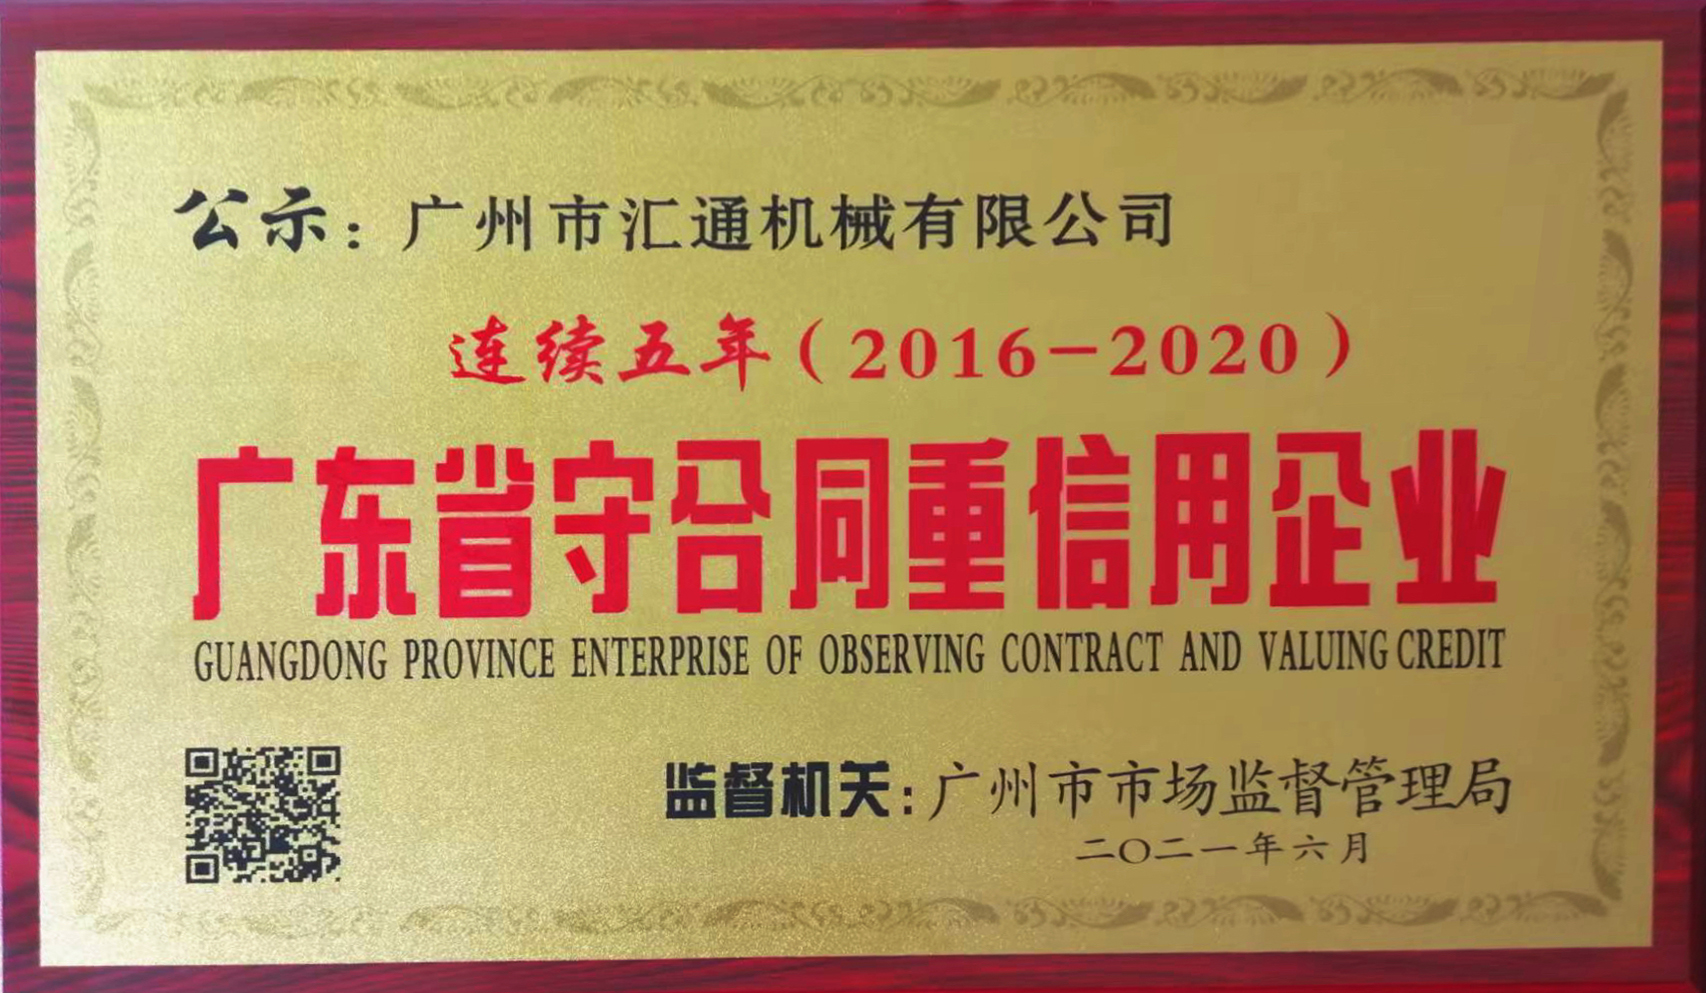 公示：广州市汇通机械有限公司
连续五年（2016-2020）
广东省守合同重信用企业
GUANGDONG PROVINCE ENTERPRISE OF OBSERVING CONTRACT AND VALUING CREDIT
监督机关：广州市市场监督管理局
二〇二一年六月